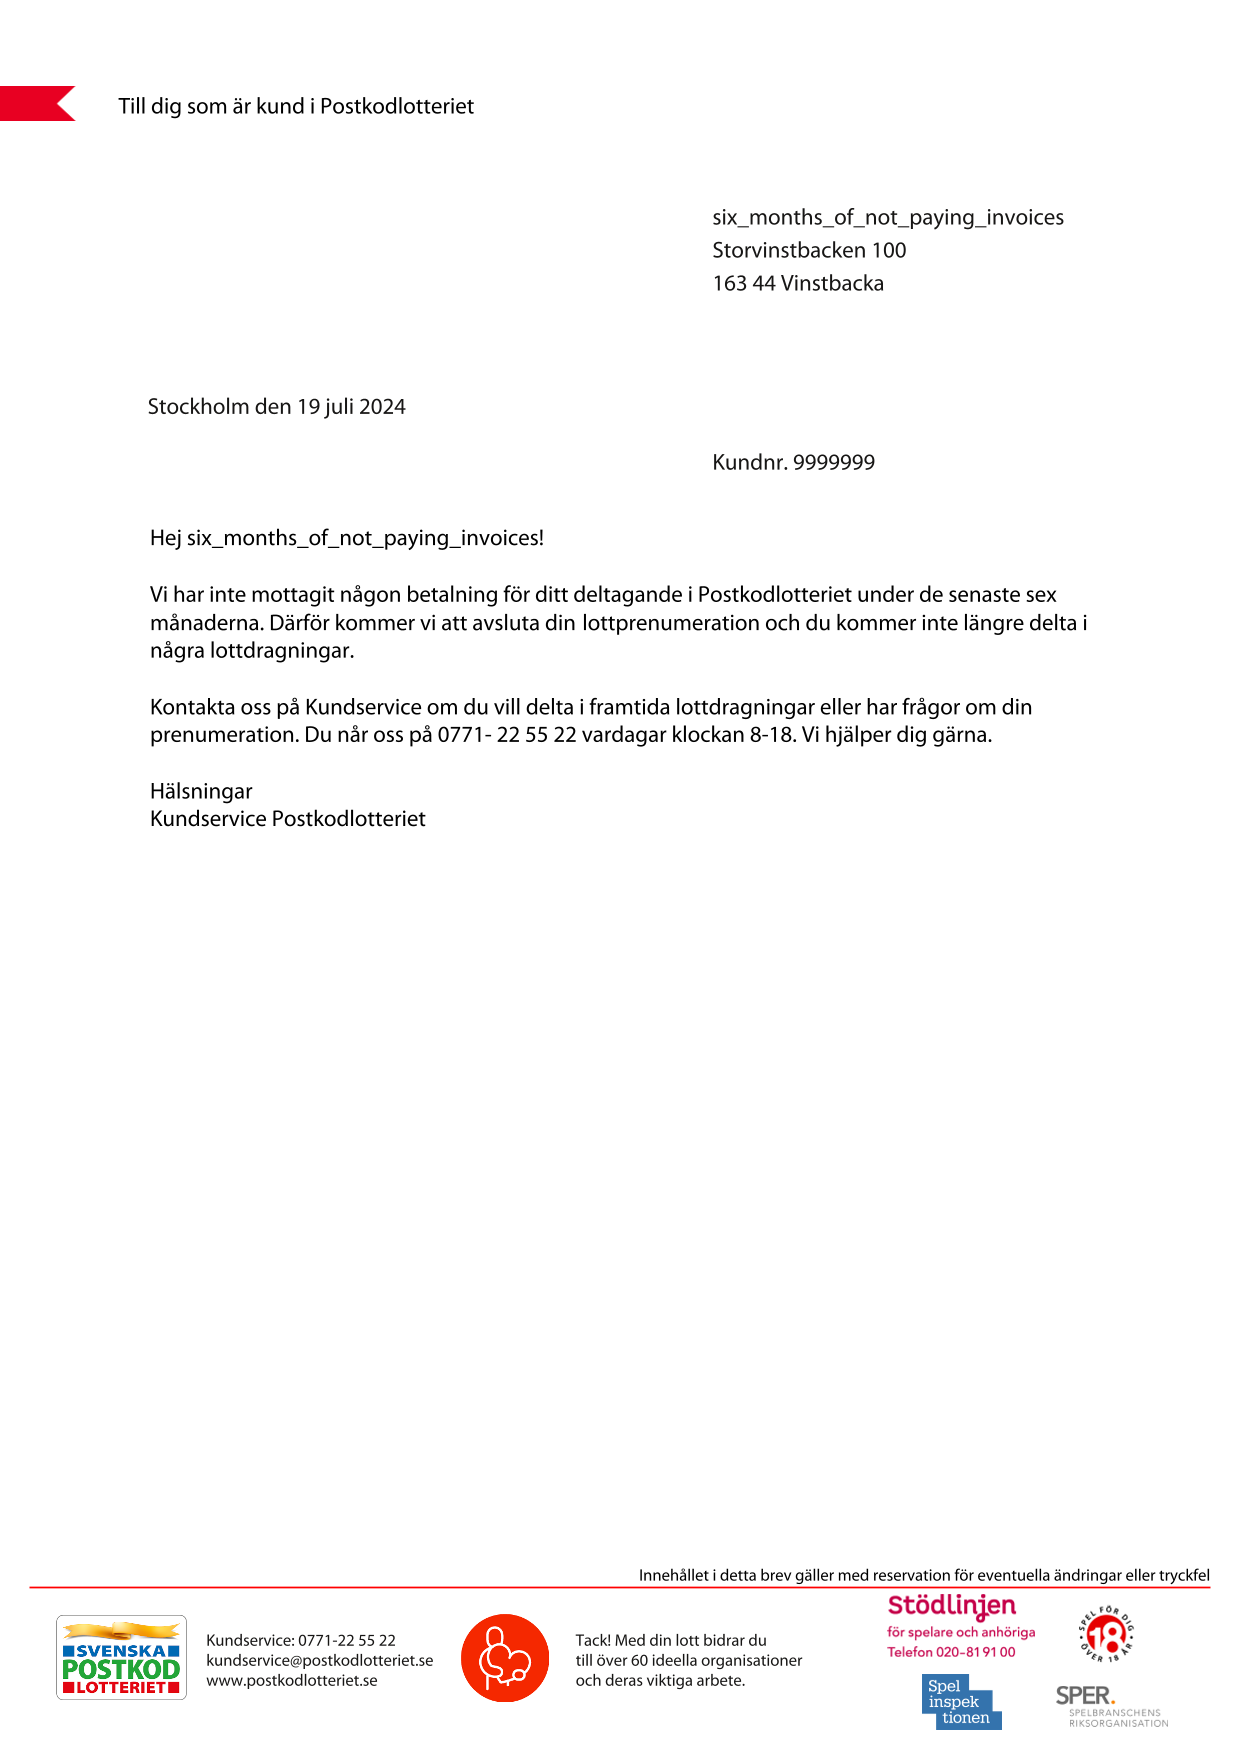 Till dig som är kund i Postkodlotteriet
six_months_of_not_paying_invoices
Storvinstbacken 100
163 44 Vinstbacka
Stockholm den 19 juli 2024
Kundnr. 9999999
Hej six_months_of_not_paying_invoices!
Vi har inte mottagit någon betalning för ditt deltagande i Postkodlotteriet under de senaste sex
månaderna. Därför kommer vi att avsluta din lottprenumeration och du kommer inte längre delta i
några lottdragningar.
Kontakta oss på Kundservice om du vill delta i framtida lottdragningar eller har frågor om din
prenumeration. Du når oss på 0771- 22 55 22 vardagar klockan 8-18. Vi hjälper dig gärna.
Hälsningar
Kundservice Postkodlotteriet
Innehållet i detta brev gäller med reservation för eventuella ändringar eller tryckfel
SVENSKA
POSTKOD
LOTTERIET
Kundservice: 0771-22 55 22
kundservice@postkodlotteriet.se
www.postkodlotteriet.se
Tack! Med din lott bidrar du
till över 60 ideella organisationer
och deras viktiga arbete.
Stödlinjen
för spelare och anhöriga
Telefon 020–81 91 00
SPEL FÖR DIG
18
ÖVER 18 ÅR
Spel
inspek
tionen
SPER.
SPELBRANSCHENS
RIKSORGANISATION